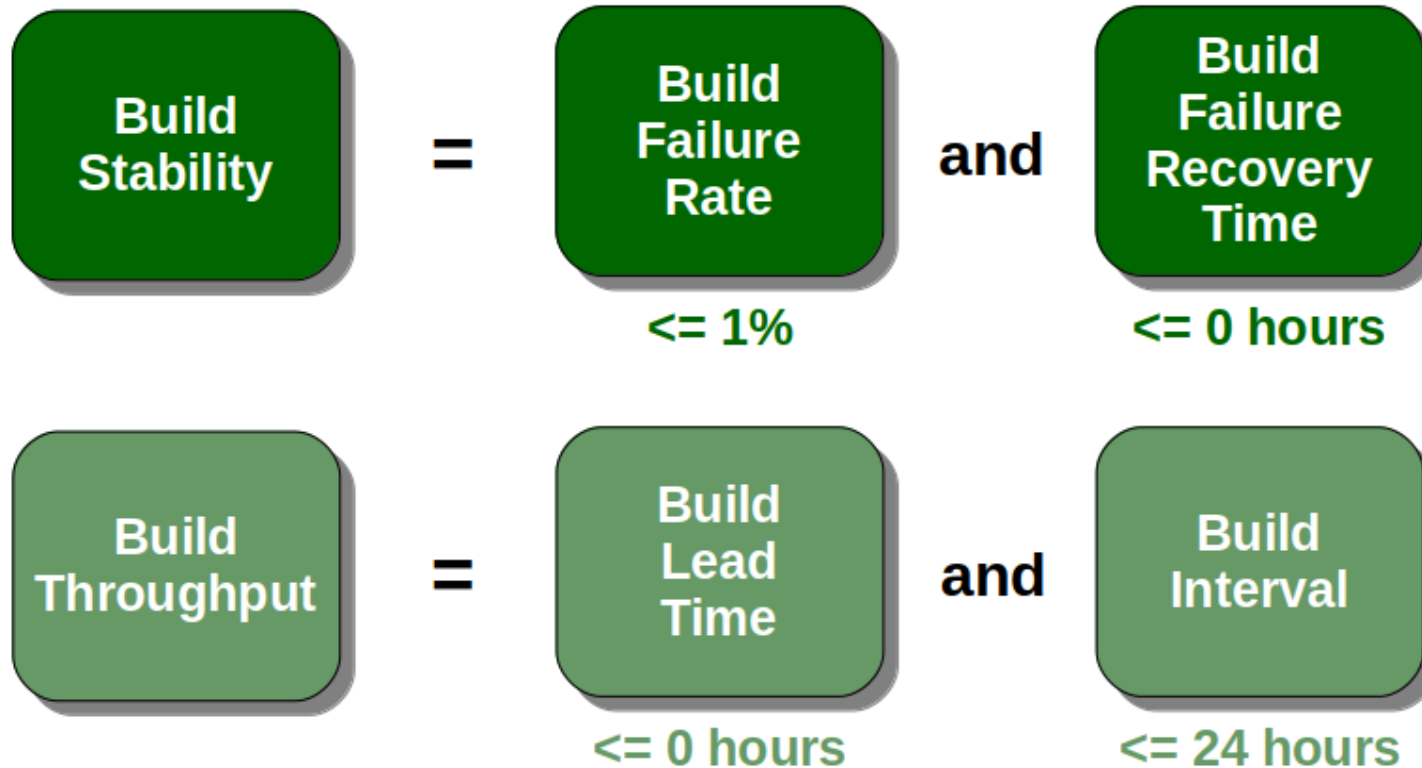 Build
Stability
=
Build
Failure
Rate
and
Build
Failure
Recovery
Time
<= 1%
<= 0 hours
Build
Throughput
=
Build
Lead
Time
and
Build
Interval
<= 0 hours
<= 24 hours